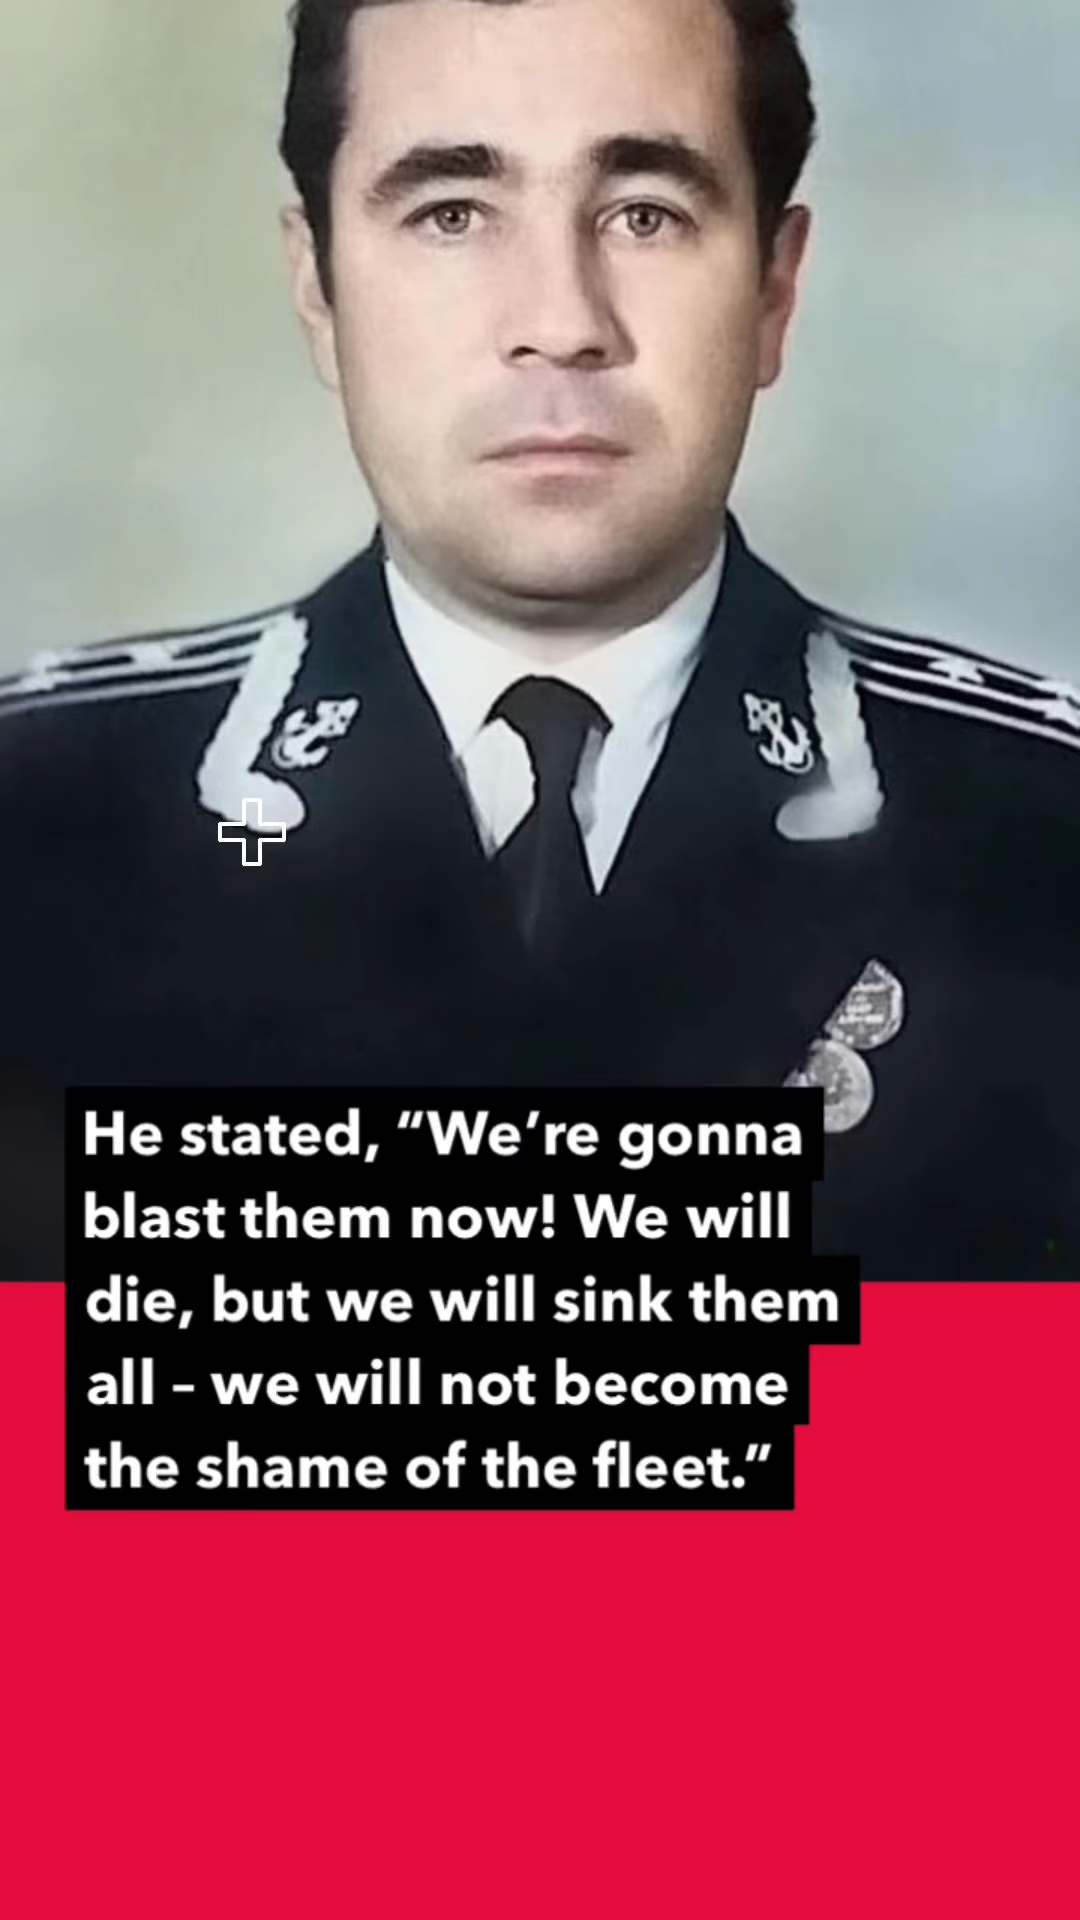 He stated, “We’re gonna
blast them now! We will
die, but we will sink them
all – we will not become
the shame of the fleet.”